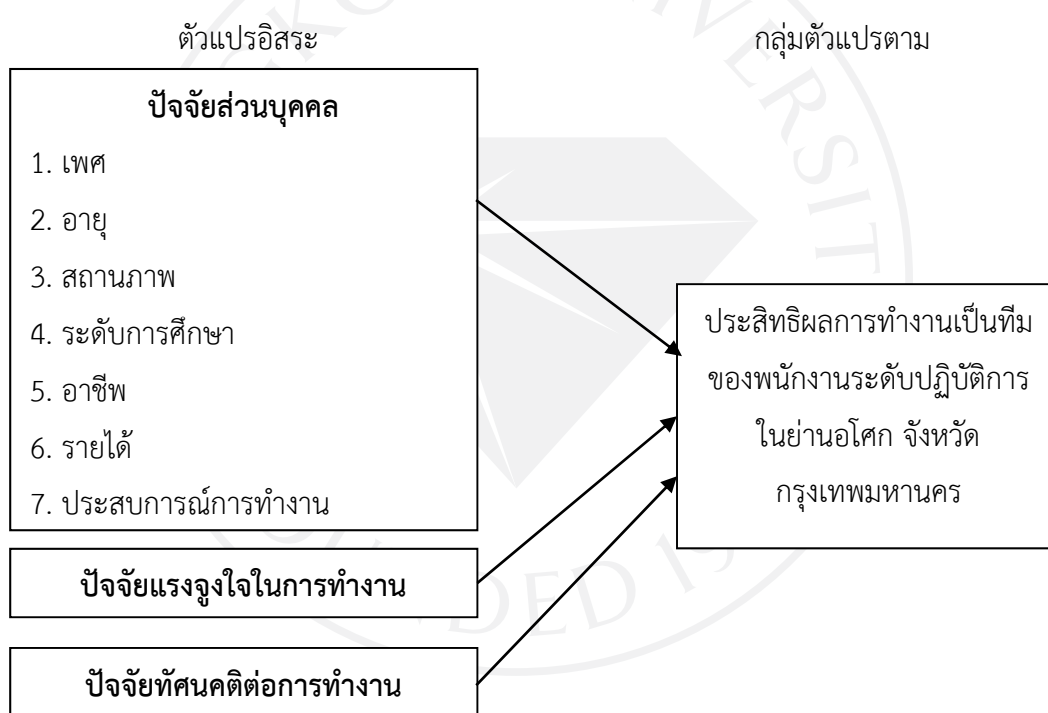 ตัวแปรอิสระ
กลุ่มตัวแปรตาม
ปัจจัยส่วนบุคคล
1. เพศ
2. อายุ
3. สถานภาพ
4. ระดับการศึกษา
5. อาชีพ
6. รายได้
7. ประสบการณ์การทำงาน
ปัจจัยแรงจูงใจในการทำงาน
ปัจจัยทัศนคติต่อการทำงาน
ประสิทธิผลการทำงานเป็นทีม
ของพนักงานระดับปฏิบัติการ
ในย่านอโศก จังหวัด
กรุงเทพมหานคร